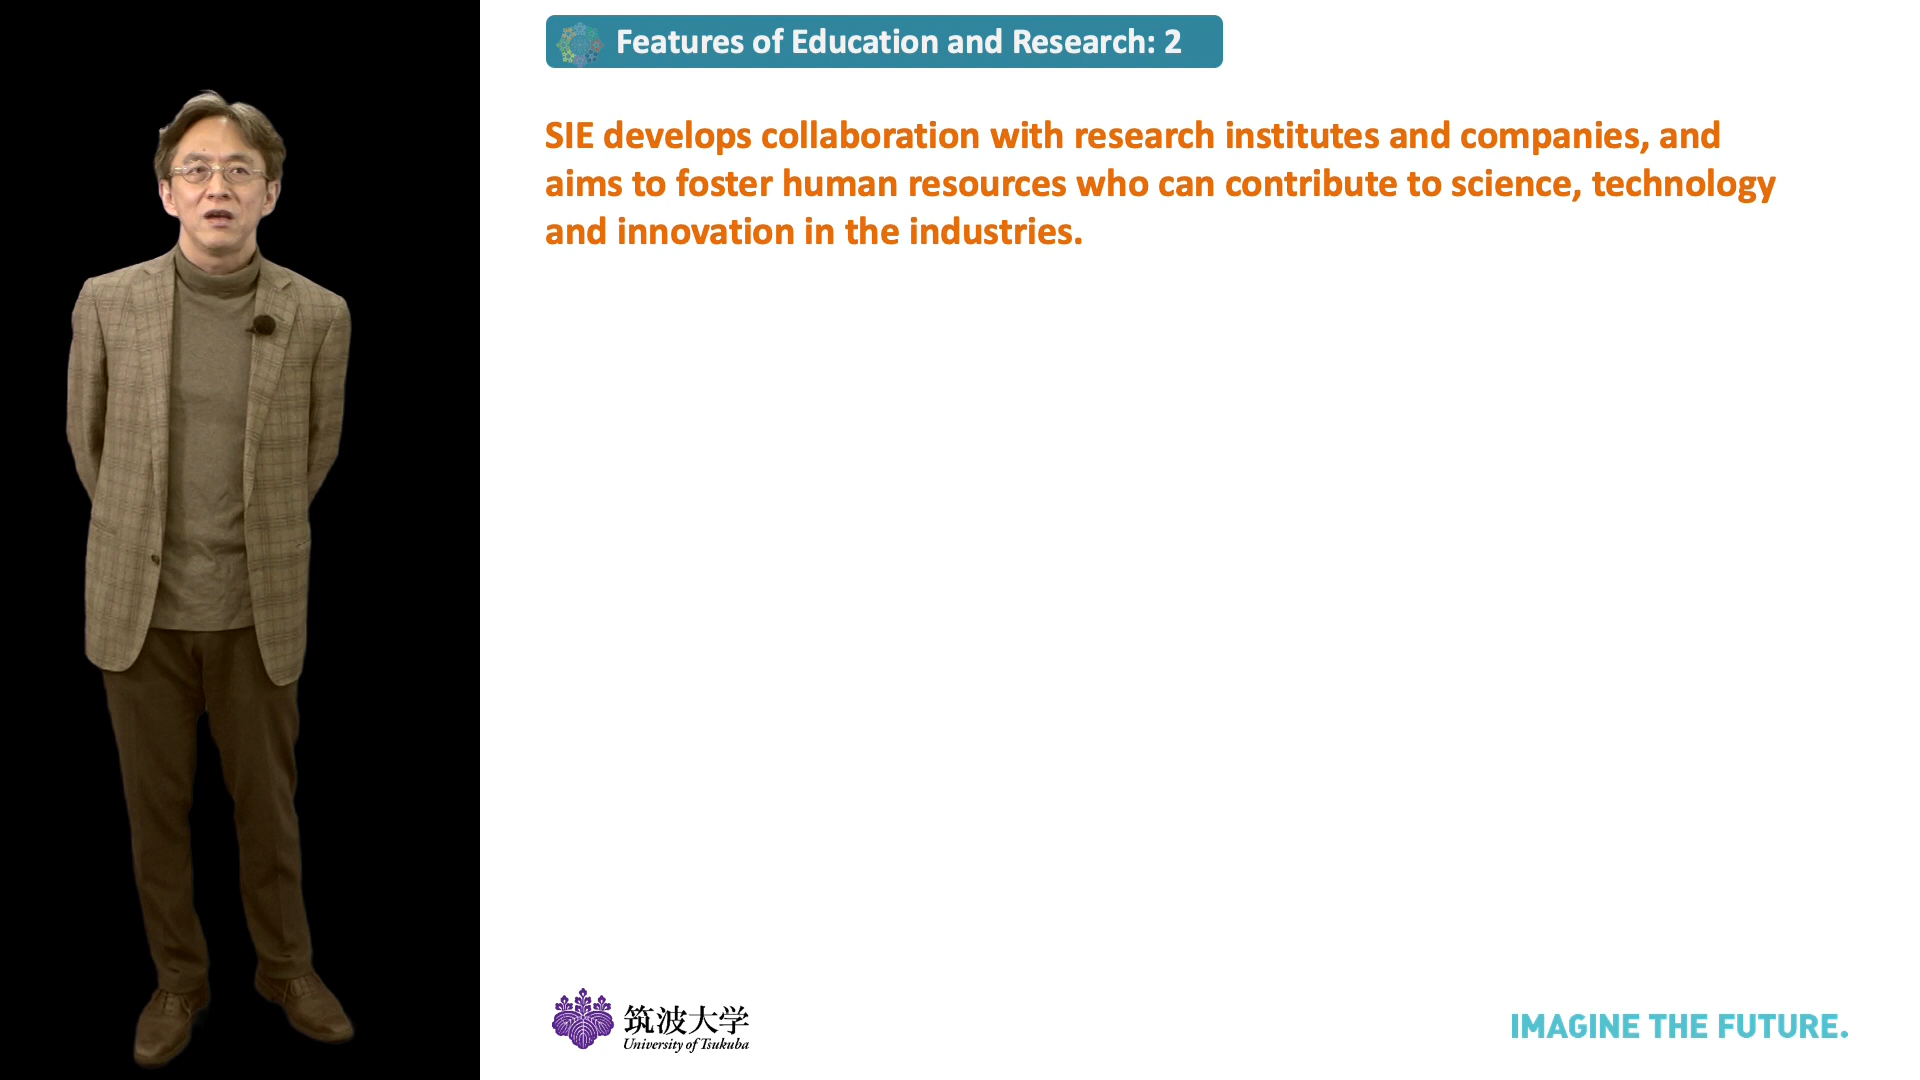 Features of Education and Research: 2
SIE develops collaboration with research institutes and companies, and
aims to foster human resources who can contribute to science, technology
and innovation in the industries.
筑波大学
University of Tsukuba
IMAGINE THE FUTURE.